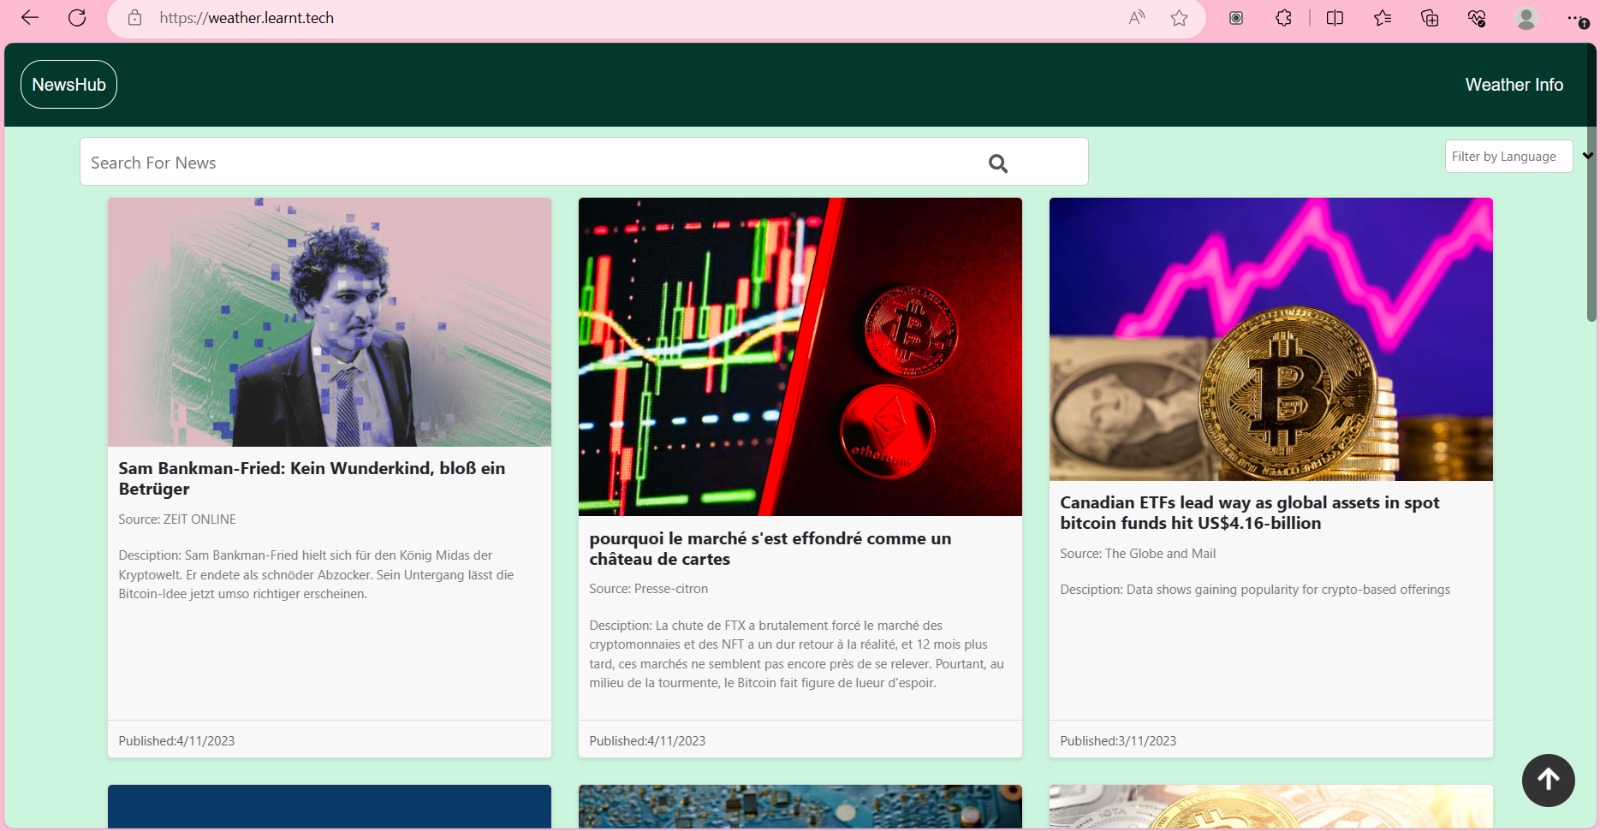 https://weather.learnt.tech
NewsHub
Weather Info
Search For News
Filter by Language
Sam Bankman-Fried: Kein Wunderkind, bloß ein
Betrüger
Source: ZEIT ONLINE
Desciption: Sam Bankman-Fried hielt sich für den König Midas der
Kryptowelt. Er endete als schnöder Abzocker. Sein Untergang lässt die
Bitcoin-Idee jetzt umso richtiger erscheinen.
Published:4/11/2023
ethereum
pourquoi le marché s'est effondré comme un
château de cartes
Source: Presse-citron
Desciption: La chute de FTX a brutalement forcé le marché des
cryptomonnaies et des NFT a un dur retour à la réalité, et 12 mois plus
tard, ces marchés ne semblent pas encore près de se relever. Pourtant, au
milieu de la tourmente, le Bitcoin fait figure de lueur d'espoir.
Published:4/11/2023
Canadian ETFs lead way as global assets in spot
bitcoin funds hit US$4.16-billion
Source: The Globe and Mail
Desciption: Data shows gaining popularity for crypto-based offerings
Published:3/11/2023